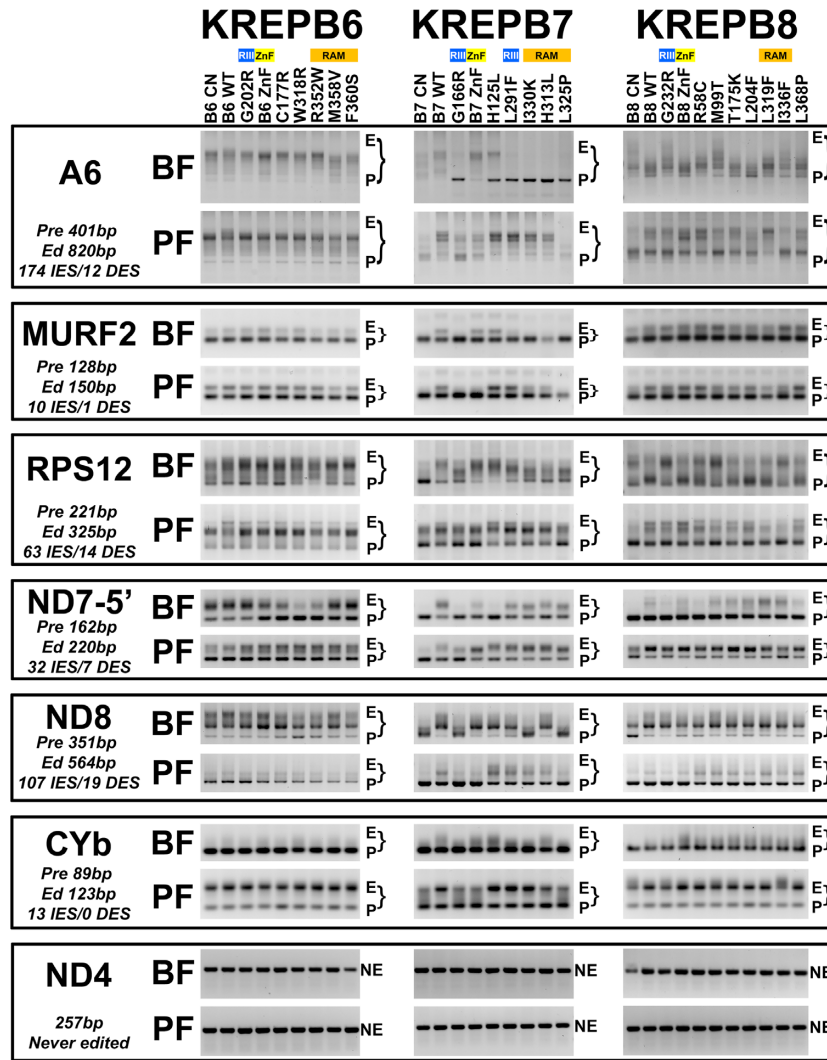 KREPB6 KREPB7 KREPB8
RIII ZnF RAM RIII ZnF RIII RAM RIII ZnF RAM
B6 CN B6 WT G202R B6 ZnF C177R W318R R352W M358V F360S B7 CN B7 WT G166R B7 ZnF H125L L291F I330K H313L L325P B8 CN B8 WT G232R B8 ZnF R58C M99T T175K L204F L319F I336F L368P
A6
Pre 401bp
Ed 820bp
174 IES/12 DES
BF E P } E P } E P
PF E P } E P } E P
MURF2
Pre 128bp
Ed 150bp
10 IES/1 DES
BF E P } E P } E P
PF E P } E P } E P
RPS12
Pre 221bp
Ed 325bp
63 IES/14 DES
BF E P } E P } E P
PF E P } E P } E P
ND7-5’
Pre 162bp
Ed 220bp
32 IES/7 DES
BF E P } E P } E P
PF E P } E P } E P
ND8
Pre 351bp
Ed 564bp
107 IES/19 DES
BF E P } E P } E P
PF E P } E P } E P
CYb
Pre 89bp
Ed 123bp
13 IES/0 DES
BF E P } E P } E P
PF E P } E P } E P
ND4
257bp
Never edited
BF NE NE NE
PF NE NE NE